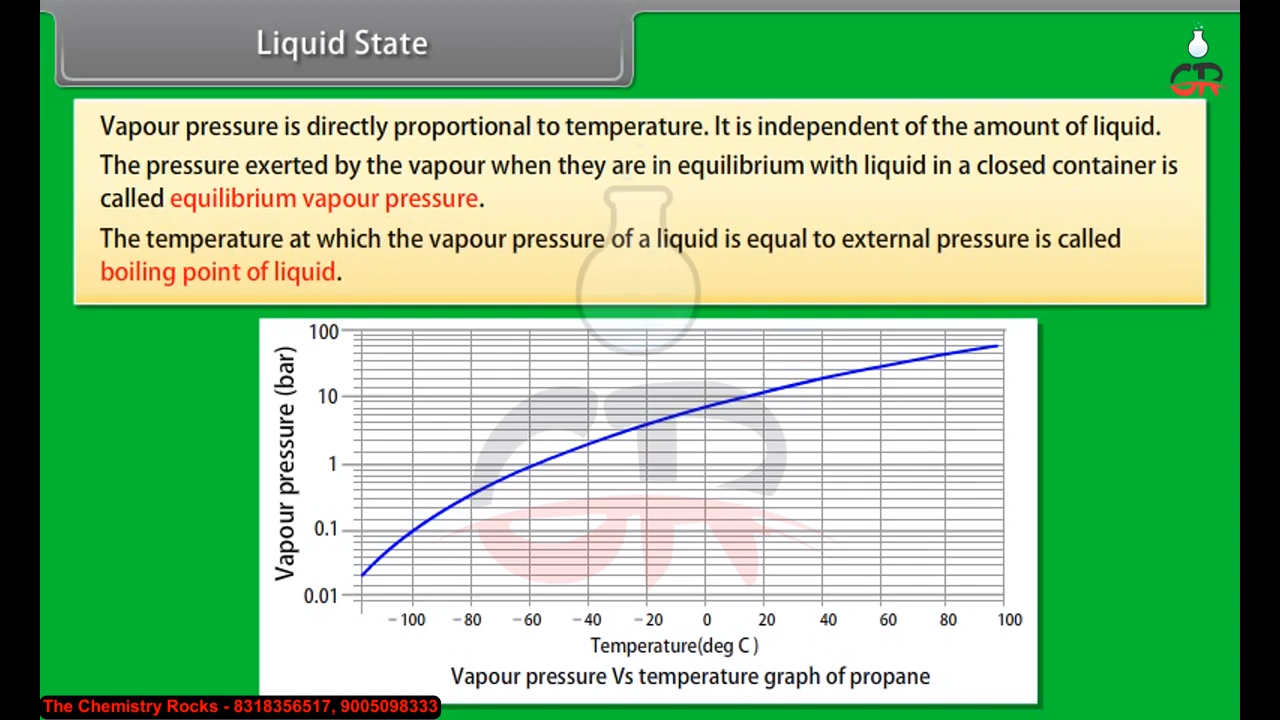 Liquid State
GR
Vapour pressure is directly proportional to temperature. It is independent of the amount of liquid.
The pressure exerted by the vapour when they are in equilibrium with liquid in a closed container is
called equilibrium vapour pressure.
The temperature at which the vapour pressure of a liquid is equal to external pressure is called
boiling point of liquid.
Vapour pressure (bar)
100
10
1
0.1
0.01
−100 −80 −60 −40 −20 0 20 40 60 80 100
Temperature(deg C )
Vapour pressure Vs temperature graph of propane
The Chemistry Rocks - 8318356517, 9005098333